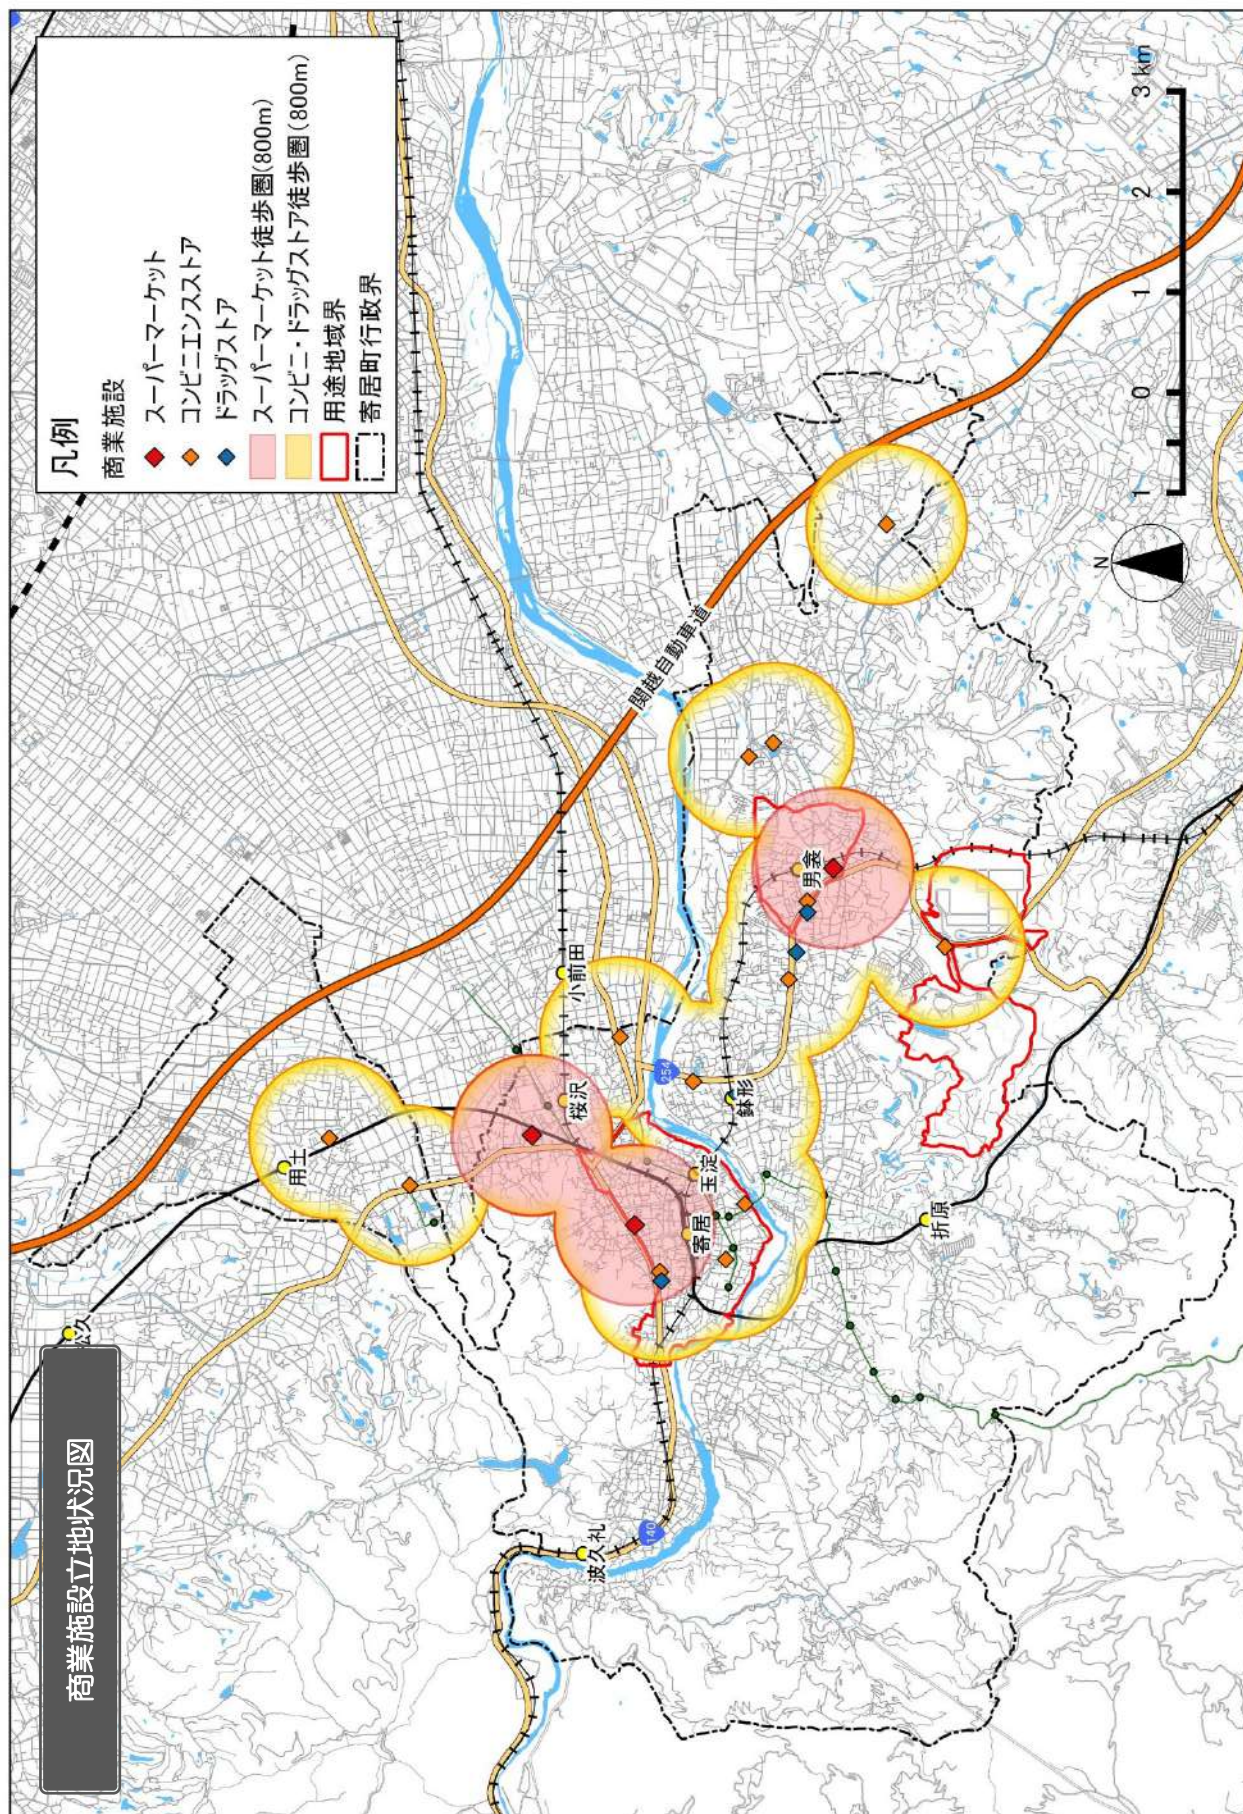 商業施設立地状況図
凡例
商業施設
スーパーマーケット
コンビニエンスストア
ドラッグストア
スーパーマーケット徒歩圏(800m)
コンビニ・ドラッグストア徒歩圏(800m)
用途地域界
寄居町行政界
用土
小前田
桜沢
関越自動車道
波久礼
140
寄居
玉淀
254
鉢形
男衾
折原
N
1 0 1 2 3 km